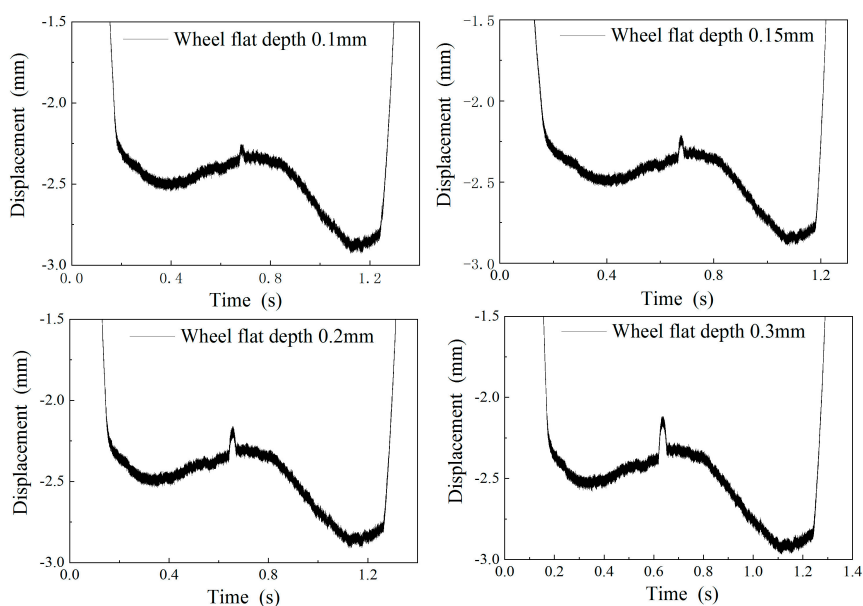 Wheel flat depth 0.1mm
Displacement (mm)
-1.5
-2.0
-2.5
-3.0
0.0 0.4 0.8 1.2
Time (s)
Wheel flat depth 0.15mm
Displacement (mm)
-1.5
-2.0
-2.5
-3.0
0.0 0.4 0.8 1.2
Time (s)
Wheel flat depth 0.2mm
Displacement (mm)
-1.5
-2.0
-2.5
-3.0
0.0 0.4 0.8 1.2
Time (s)
Wheel flat depth 0.3mm
Displacement (mm)
-1.5
-2.0
-2.5
-3.0
0.0 0.2 0.4 0.6 0.8 1.0 1.2 1.4
Time (s)